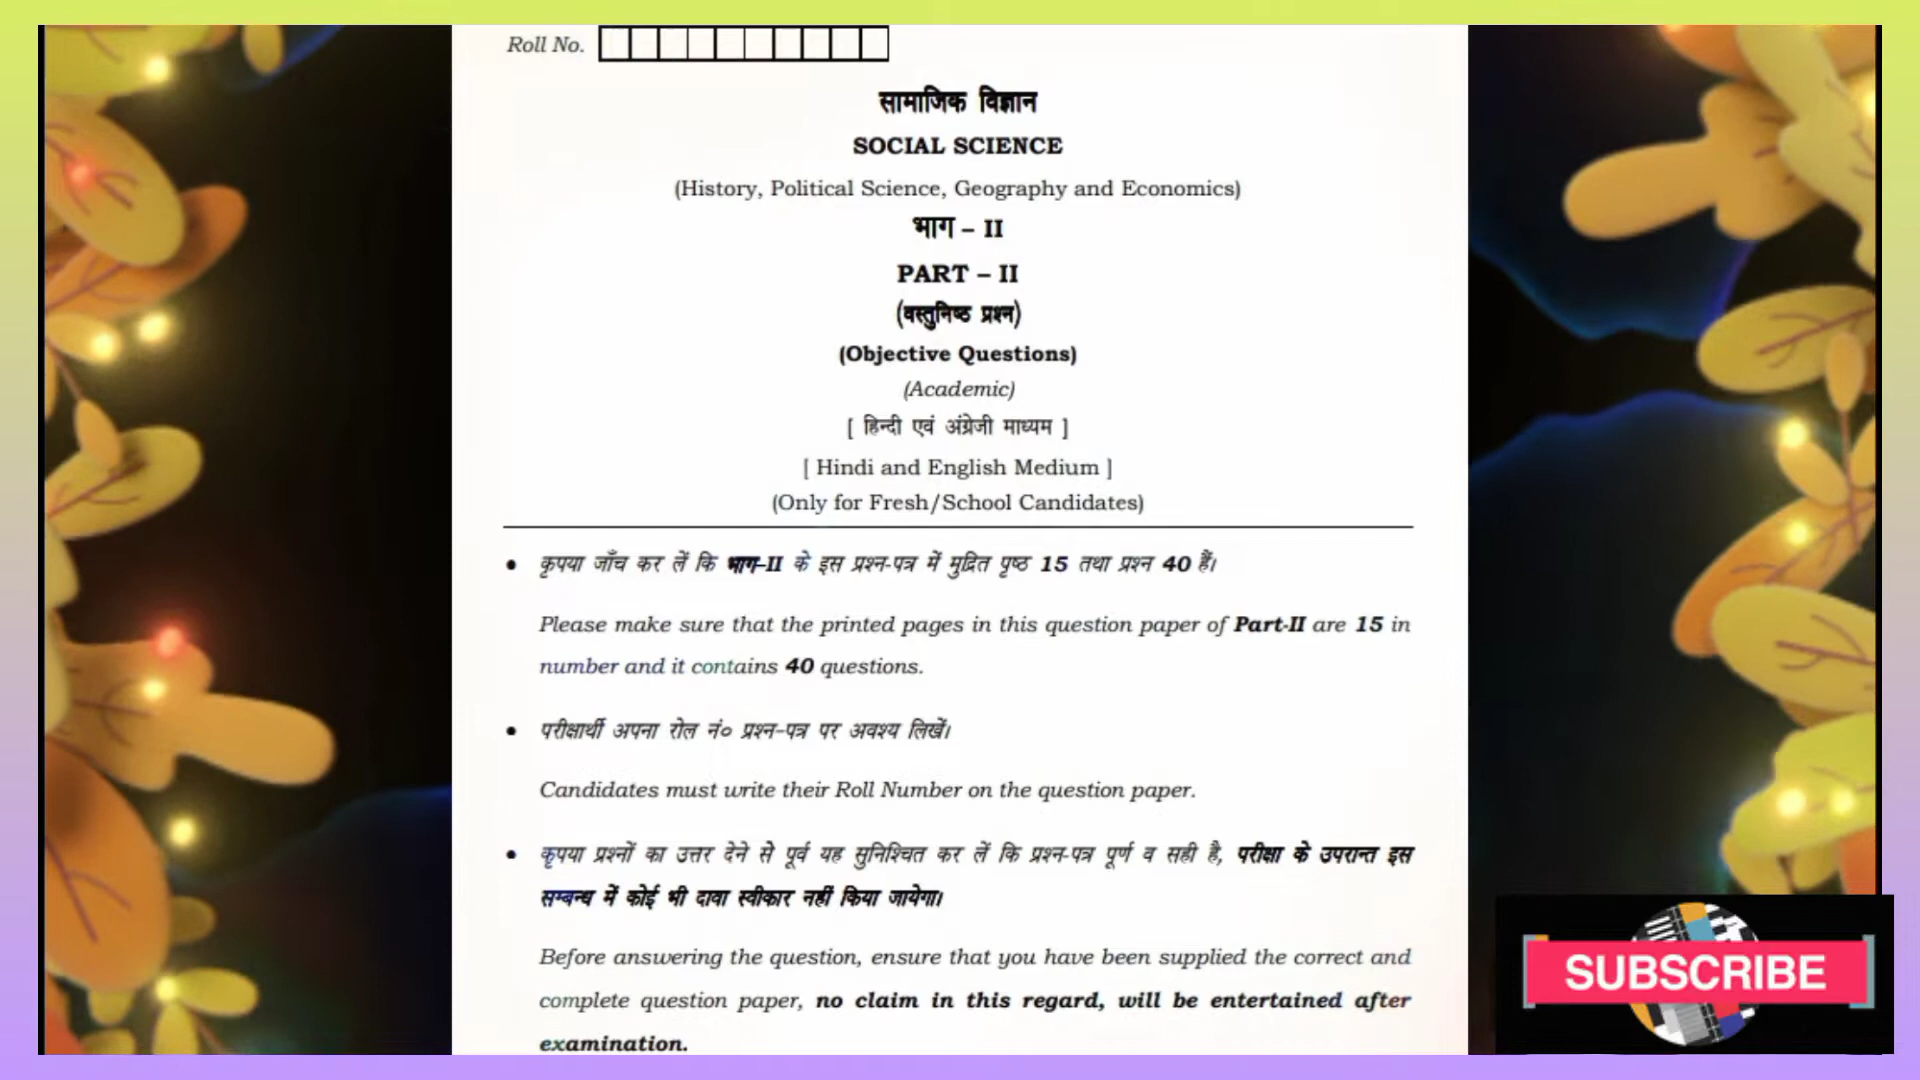 Roll No.
सामाजिक विज्ञान
SOCIAL SCIENCE
(History, Political Science, Geography and Economics)
भाग – II
PART – II
(वस्तुनिष्ठ प्रश्न)
(Objective Questions)
(Academic)
[ हिन्दी एवं अंग्रेजी माध्यम ]
[ Hindi and English Medium ]
(Only for Fresh/School Candidates)
• कृपया जाँच कर लें कि भाग-II के इस प्रश्न-पत्र में मुद्रित पृष्ठ 15 तथा प्रश्न 40 हैं।
Please make sure that the printed pages in this question paper of Part-II are 15 in
number and it contains 40 questions.
• परीक्षार्थी अपना रोल नं० प्रश्न-पत्र पर अवश्य लिखें।
Candidates must write their Roll Number on the question paper.
• कृपया प्रश्नों का उत्तर देने से पूर्व यह सुनिश्चित कर लें कि प्रश्न-पत्र पूर्ण व सही है, परीक्षा के उपरान्त इस
सम्बन्ध में कोई भी दावा स्वीकार नहीं किया जायेगा।
Before answering the question, ensure that you have been supplied the correct and
complete question paper, no claim in this regard, will be entertained after
examination.
SUBSCRIBE